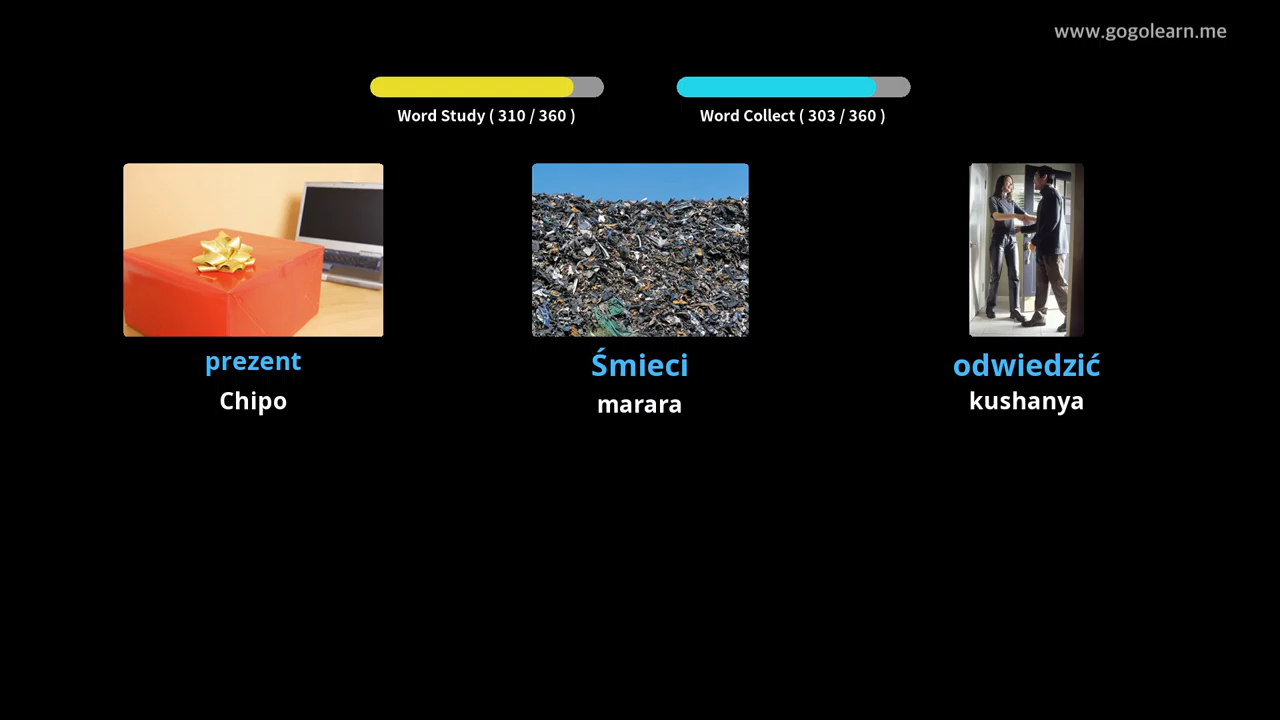 www.gogolearn.me
Word Study ( 310 / 360 )
Word Collect ( 303 / 360 )
prezent
Chipo
Śmieci
marara
odwiedzić
kushanya